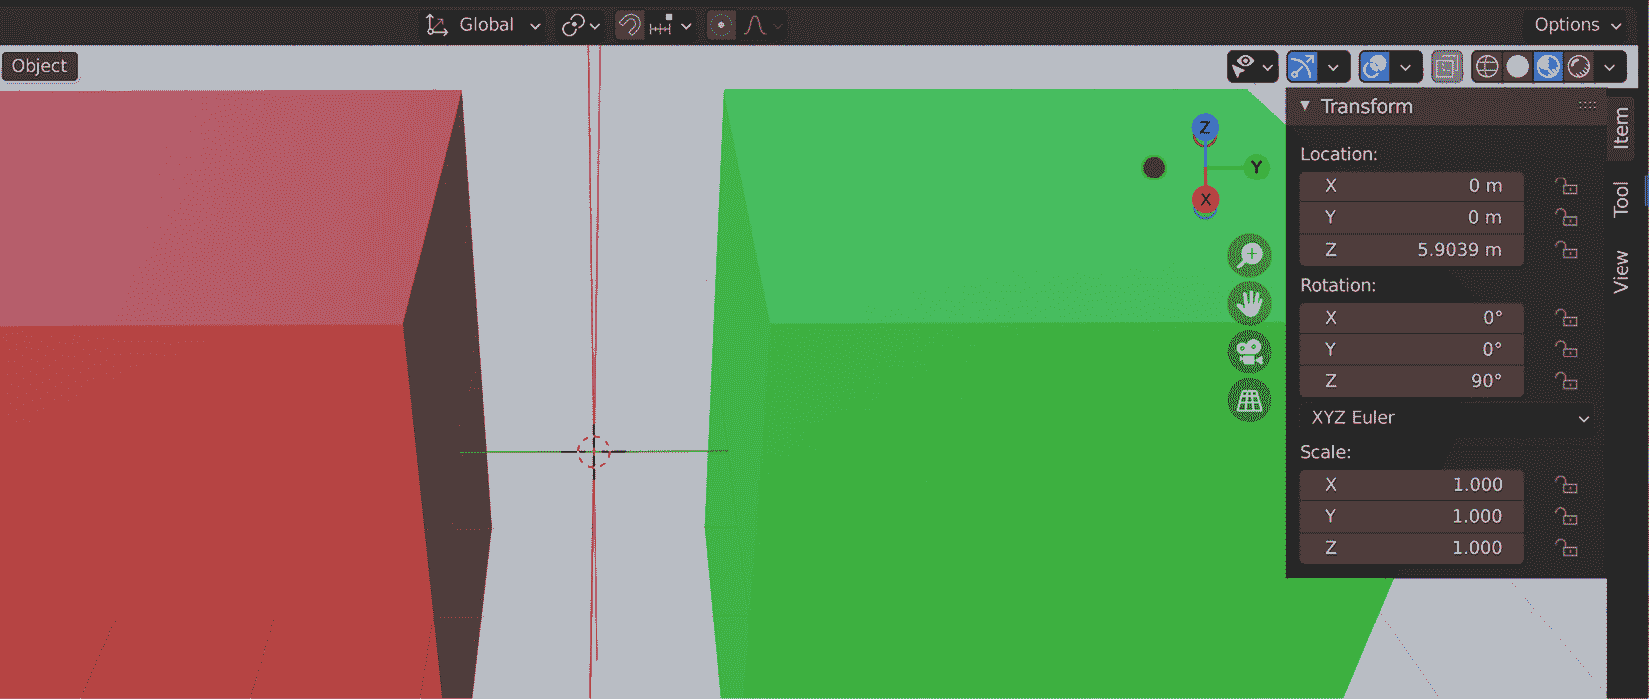 Global
Options
Object
Transform
Location:
X 0 m
Y 0 m
Z 5.9039 m
Rotation:
X 0°
Y 0°
Z 90°
XYZ Euler
Scale:
X 1.000
Y 1.000
Z 1.000
Item
Tool
View
Z
Y
X